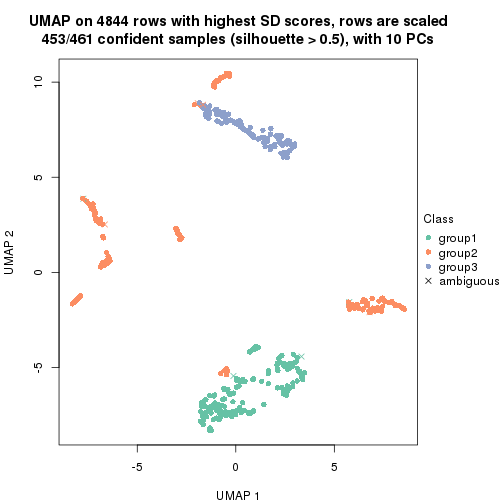 UMAP on 4844 rows with highest SD scores, rows are scaled
453/461 confident samples (silhouette > 0.5), with 10 PCs
10
5
0
-5
UMAP 2
-5
0
5
UMAP 1
Class
group1
group2
group3
ambiguous